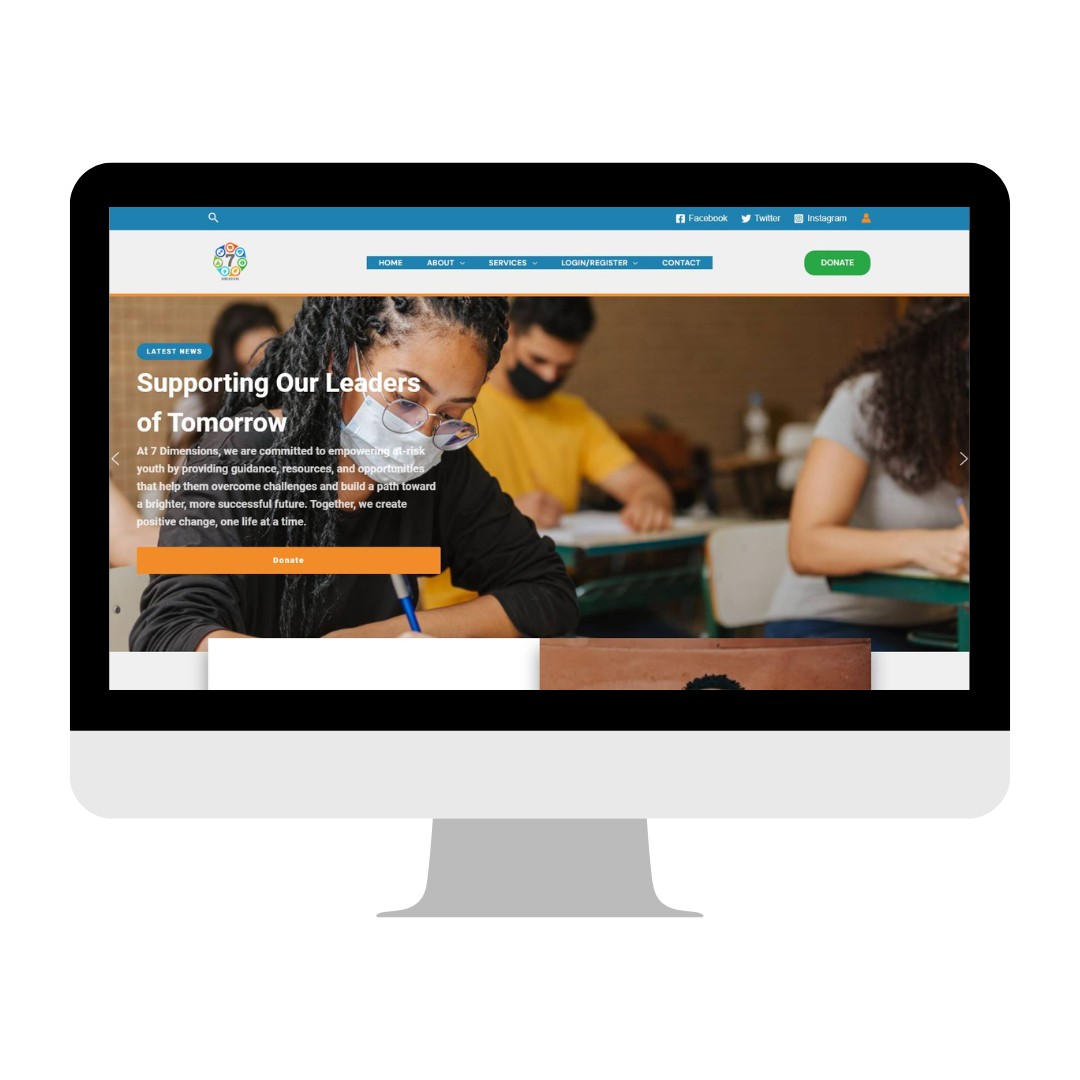 Facebook Twitter Instagram
7
HOME ABOUT SERVICES LOGIN/REGISTER CONTACT
DONATE
LATEST NEWS
Supporting Our Leaders
of Tomorrow
At 7 Dimensions, we are committed to empowering at-risk
youth by providing guidance, resources, and opportunities
that help them overcome challenges and build a path toward
a brighter, more successful future. Together, we create
positive change, one life at a time.
Donate